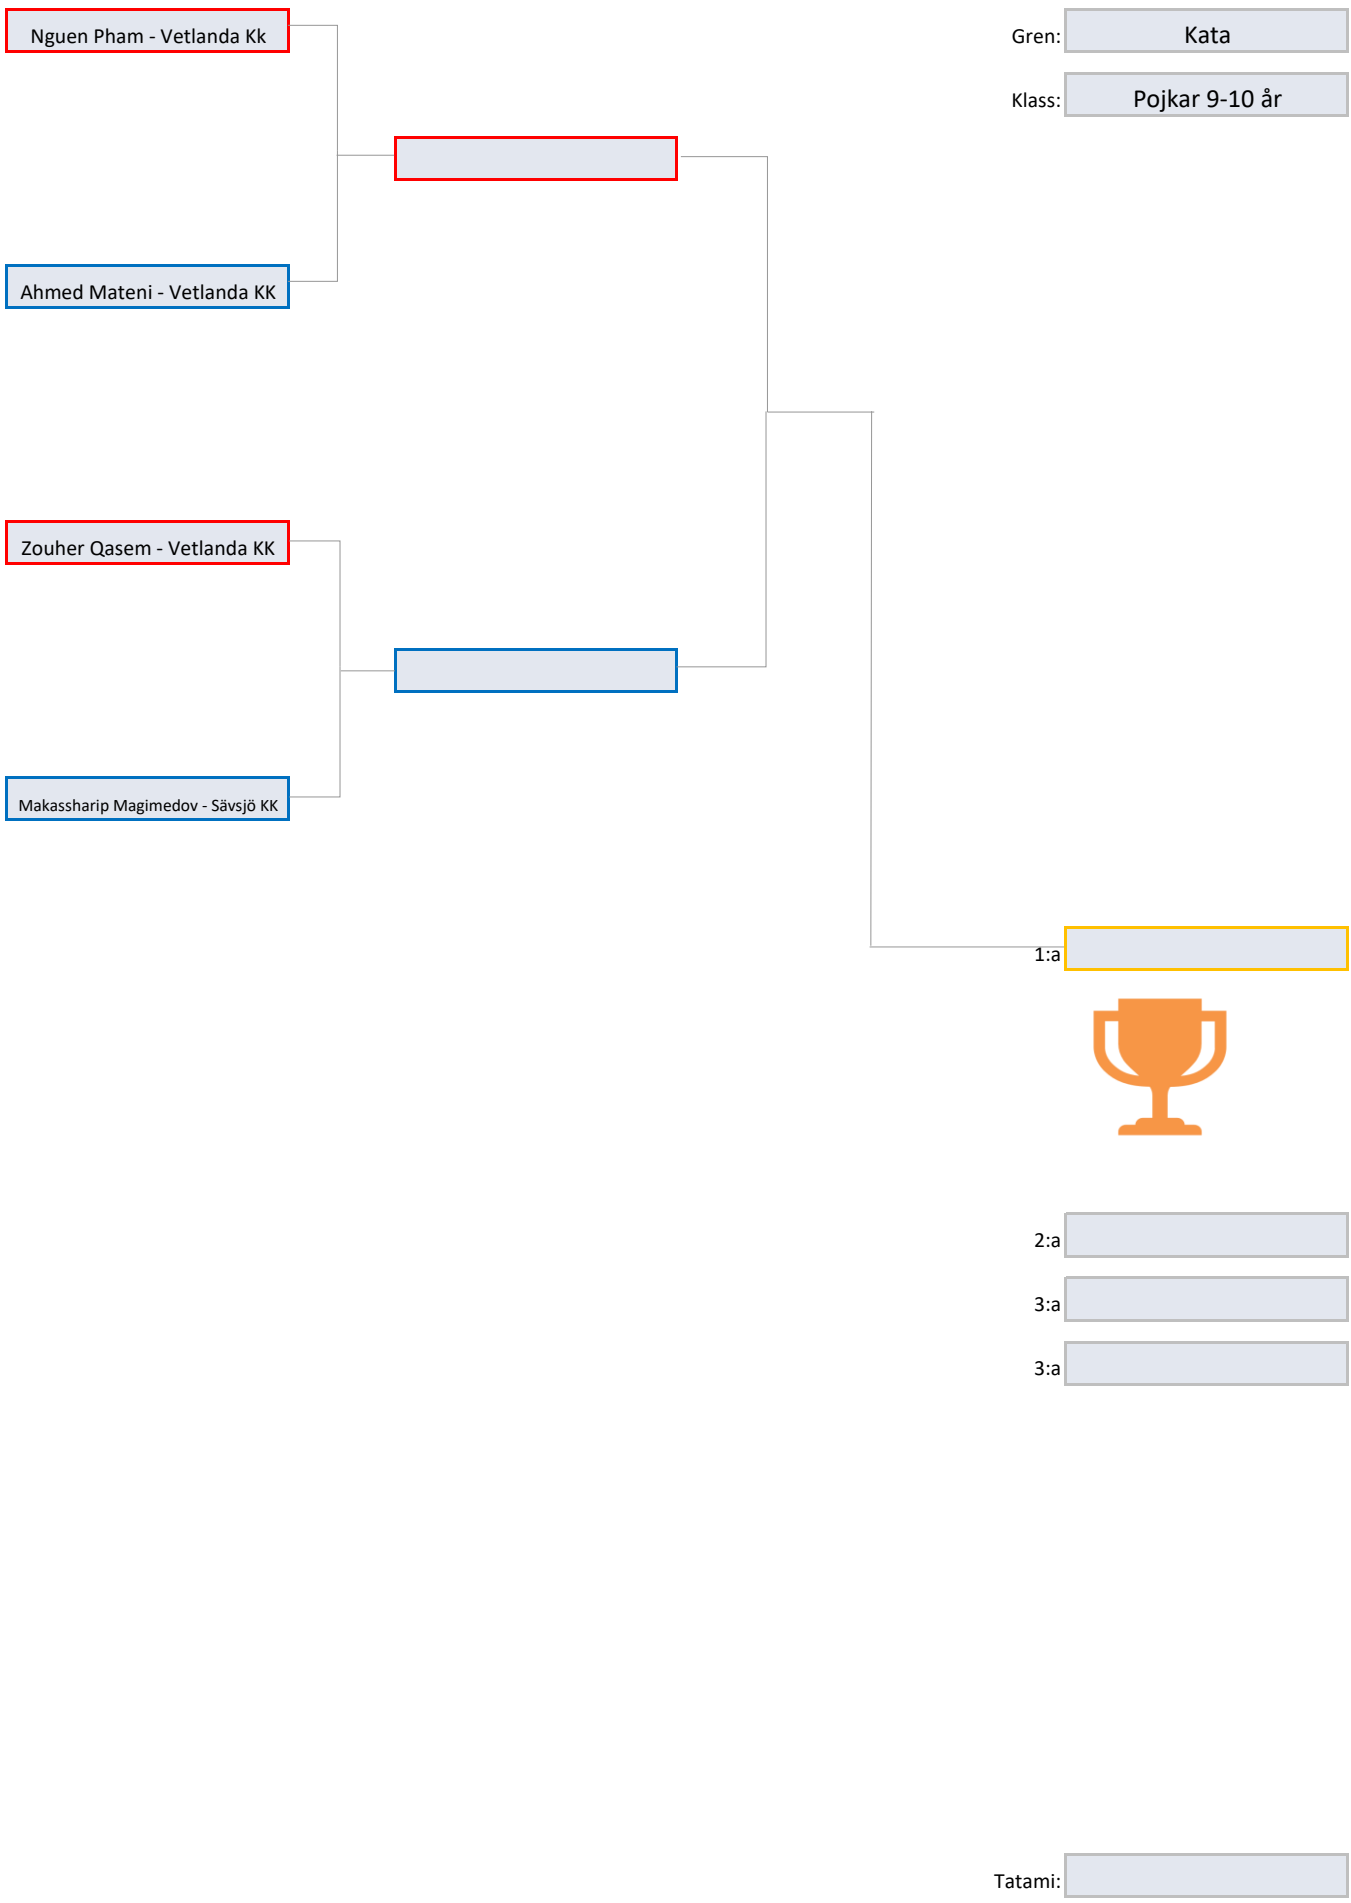 Nguen Pham - Vetlanda Kk
Gren: Kata
Klass: Pojkar 9-10 år
Ahmed Mateni - Vetlanda KK
Zouher Qasem - Vetlanda KK
Makassharip Magimedov - Sävsjö KK
1:a
2:a
3:a
3:a
Tatami: